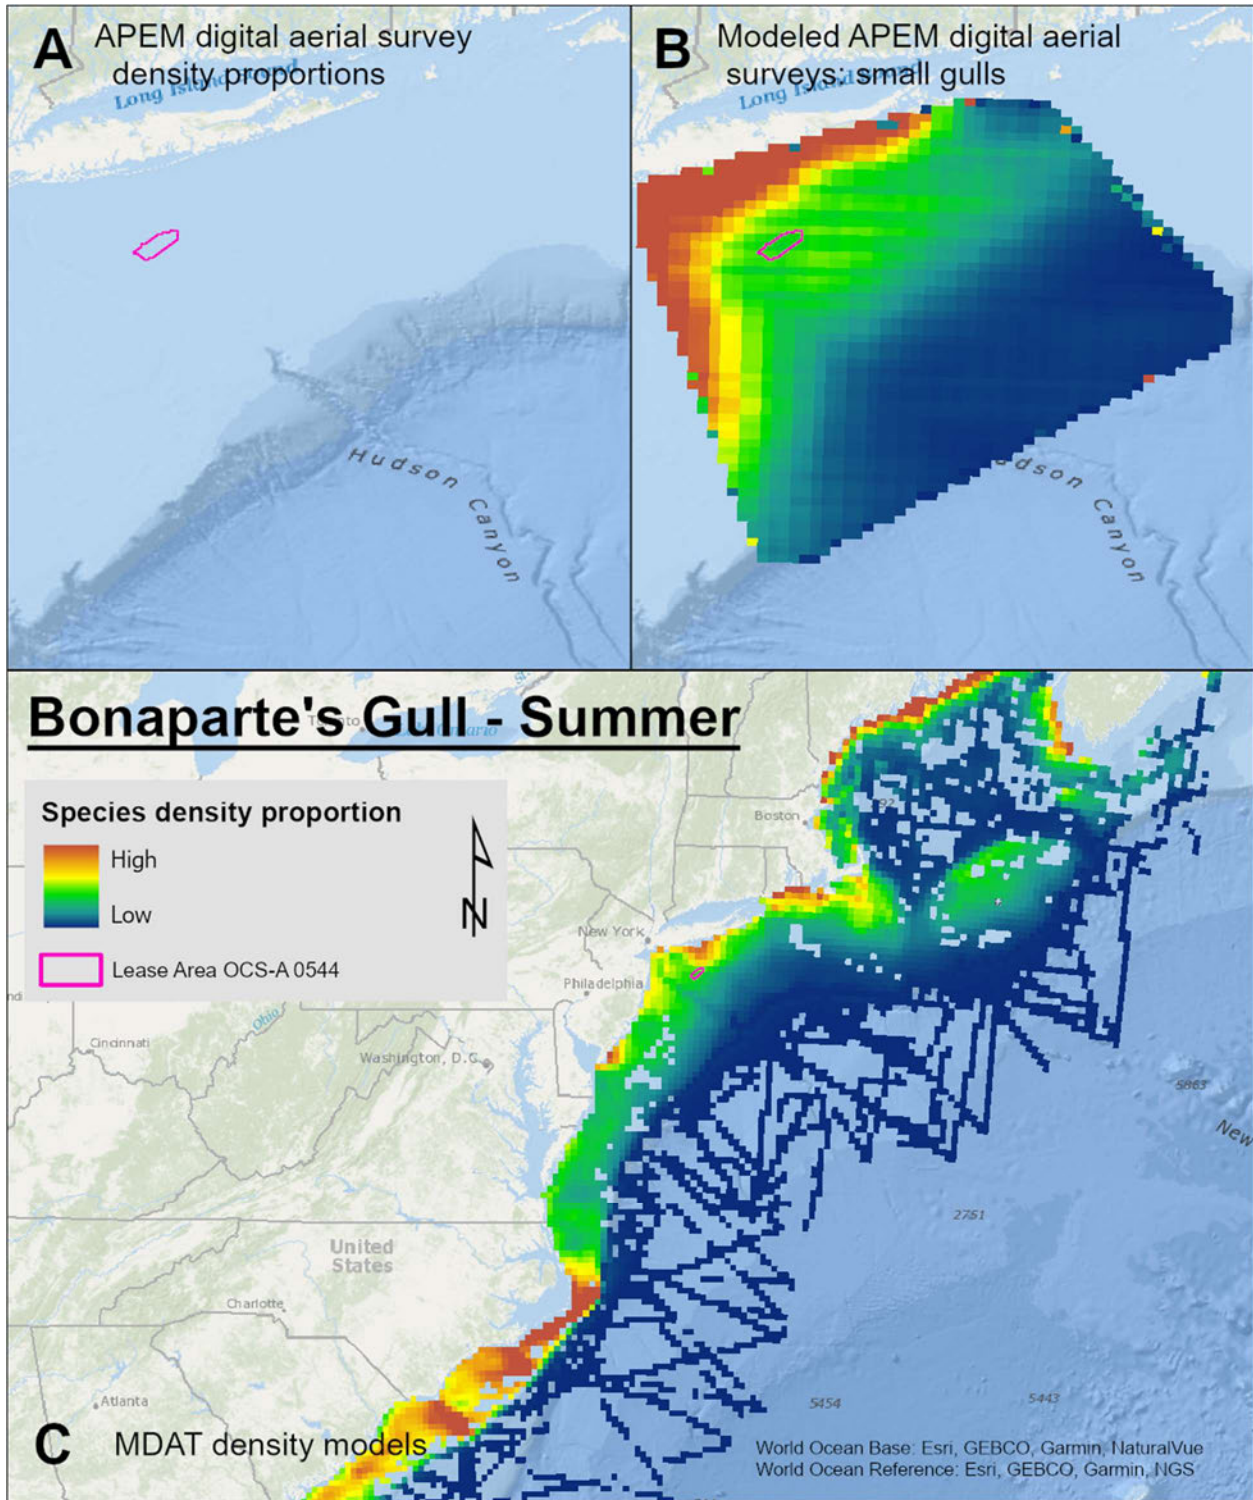 A
APEM digital aerial survey
density proportions
Long Island Sound
Hudson Canyon
B
Modeled APEM digital aerial
surveys: small gulls
Long Island Sound
Hudson Canyon
Bonaparte's Gull - Summer
Species density proportion
High
Low
Lease Area OCS-A 0544
N
Boston
New York
Philadelphia
Ohio
Cincinnati
Washington, D.C.
5863
New
2751
United
States
Charlotte
Atlanta
5454
5443
C
MDAT density models
World Ocean Base: Esri, GEBCO, Garmin, NaturalVue
World Ocean Reference: Esri, GEBCO, Garmin, NGS